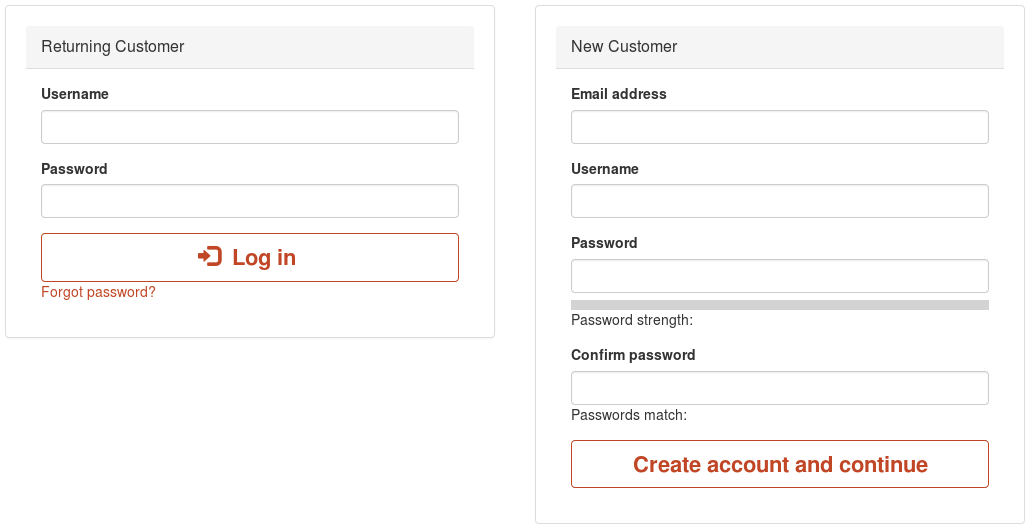 Returning Customer
Username
Password
Log in
Forgot password?
New Customer
Email address
Username
Password
Password strength:
Confirm password
Passwords match:
Create account and continue